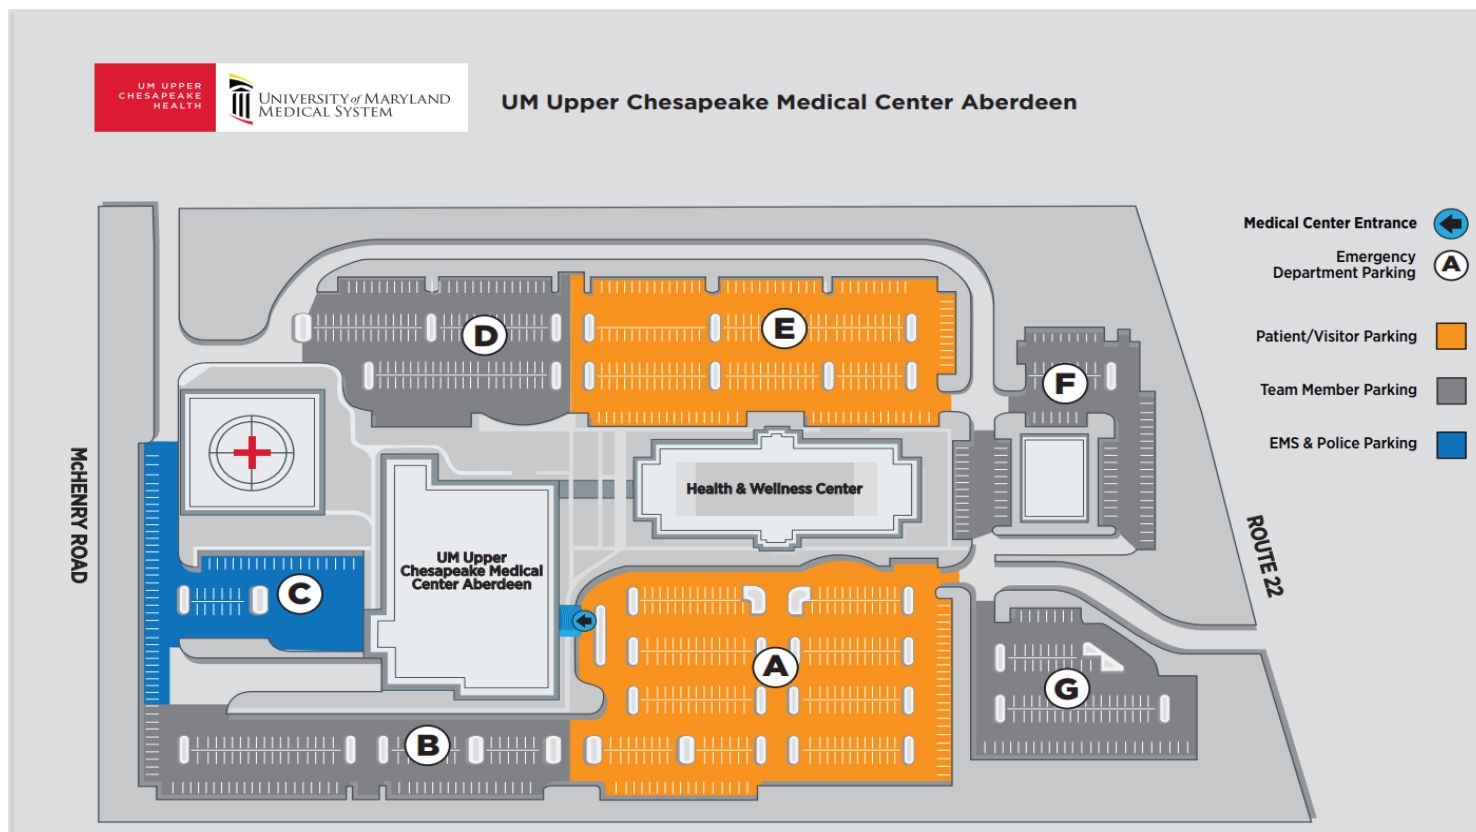 UM UPPER
CHESAPEAKE
HEALTH
UNIVERSITY of MARYLAND
MEDICAL SYSTEM
UM Upper Chesapeake Medical Center Aberdeen
Medical Center Entrance
Emergency
Department Parking
A
Patient/Visitor Parking
Team Member Parking
EMS & Police Parking
D
E
F
McHENRY ROAD
Health & Wellness Center
ROUTE 22
UM Upper
Chesapeake Medical
Center Aberdeen
C
A
G
B